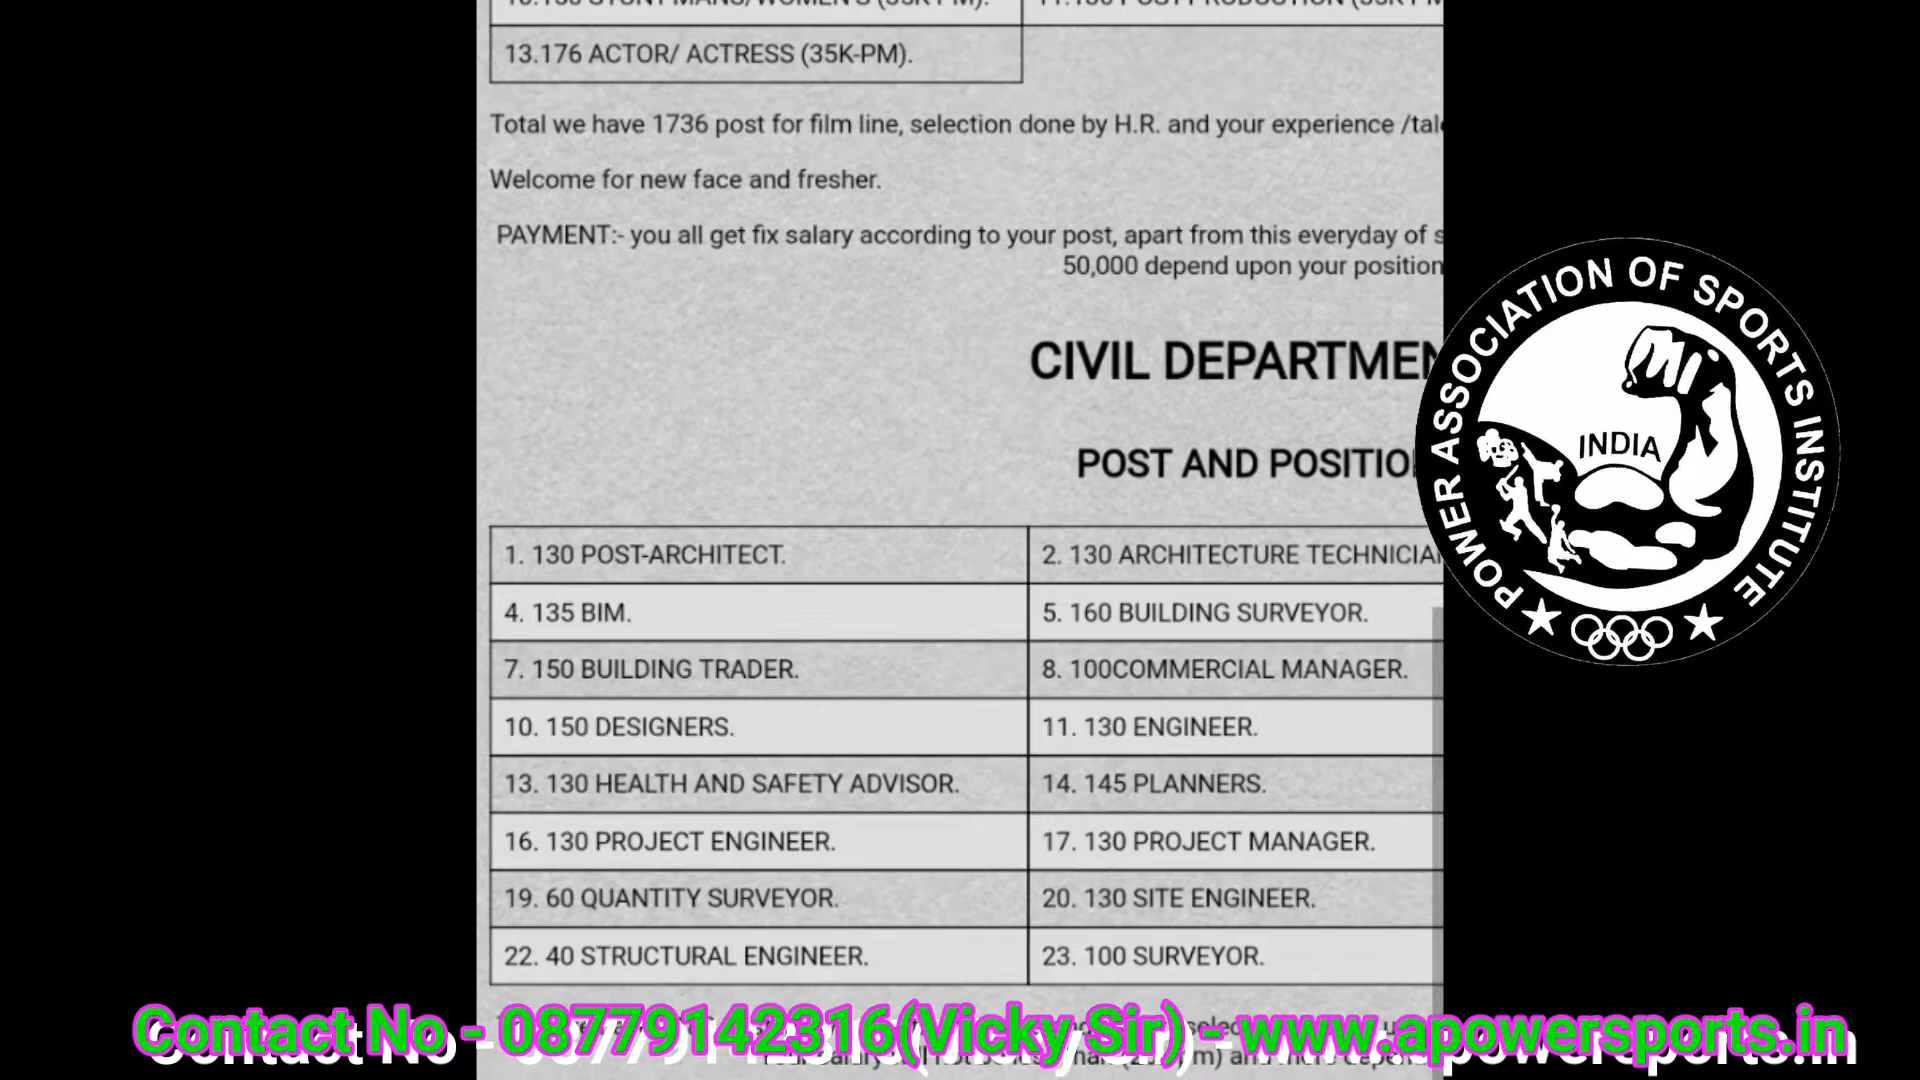 13.176 ACTOR/ ACTRESS (35K-PM).
Total we have 1736 post for film line, selection done by H.R. and your experience
Welcome for new face and fresher.
PAYMENT:- you all get fix salary according to your post, apart from this everyday of
50,000 depend upon your position
CIVIL
POST AND
1. 130 POST-ARCHITECT. 2. 130 ARCHITECTURE
4. 135 BIM. 5. 160 BUILDING SURVEYOR.
7. 150 BUILDING TRADER. 8. 100COMMERCIAL MANAGER.
10. 150 DESIGNERS. 11. 130 ENGINEER.
13. 130 HEALTH AND SAFETY ADVISOR. 14. 145 PLANNERS.
16. 130 PROJECT ENGINEER. 17. 130 PROJECT MANAGER.
19. 60 QUANTITY SURVEYOR. 20. 130 SITE ENGINEER.
22. 40 STRUCTURAL ENGINEER. 23. 100 SURVEYOR.
POWER ASSOCIATION OF SPORTS INSTITUTE
MI
INDIA
Contact No - 08779142316(Vicky Sir) - www.apowersports.in